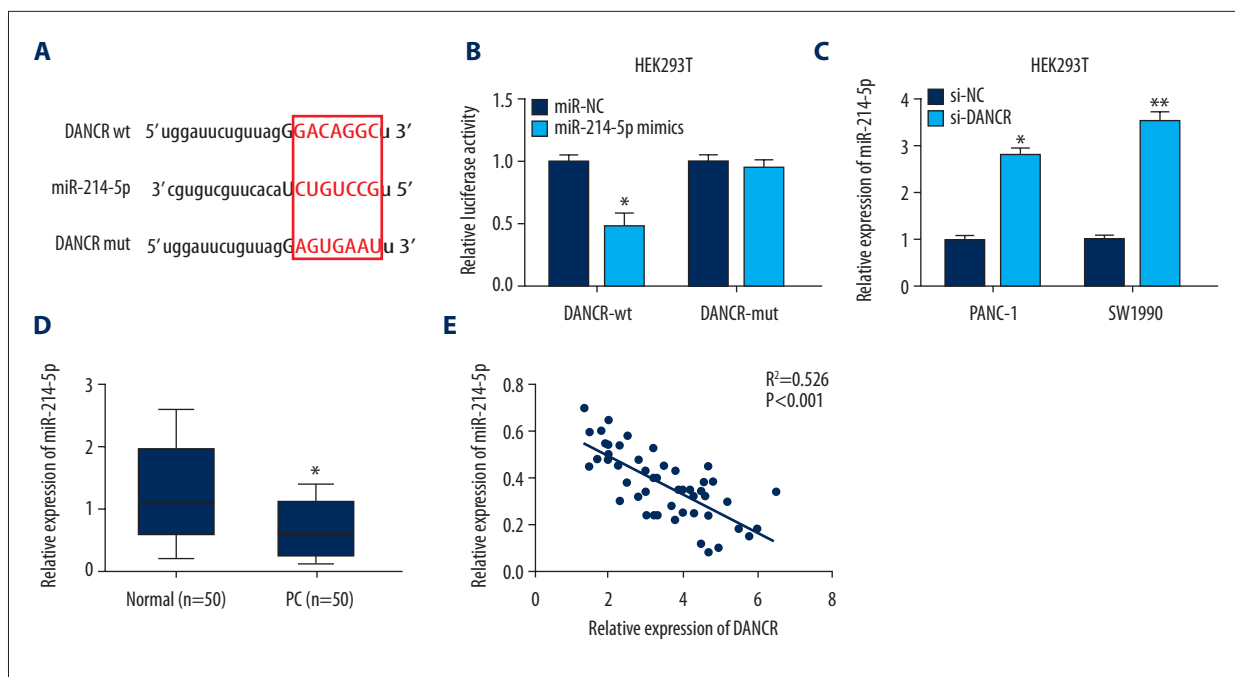 A
DANCR wt 5′ uggauucuguuagGGACAGGCu 3′
miR-214-5p 3′ cgugucguucacaUCUGUCCGu 5′
DANCR mut 5′ uggauucuguuagGAGUGAAUu 3′
B
HEK293T
miR-NC
miR-214-5p mimics
Relative luciferase activity
1.5
1.0
0.5
0.0
*
DANCR-wt DANCR-mut
C
HEK293T
si-NC
si-DANCR
Relative expression of miR-214-5p
4
3
2
1
0
* **
PANC-1 SW1990
D
Relative expression of miR-214-5p
3
2
1
0
*
Normal (n=50) PC (n=50)
E
Relative expression of miR-214-5p
R²=0.526
P<0.001
0.8
0.6
0.4
0.2
0.0
0 2 4 6 8
Relative expression of DANCR